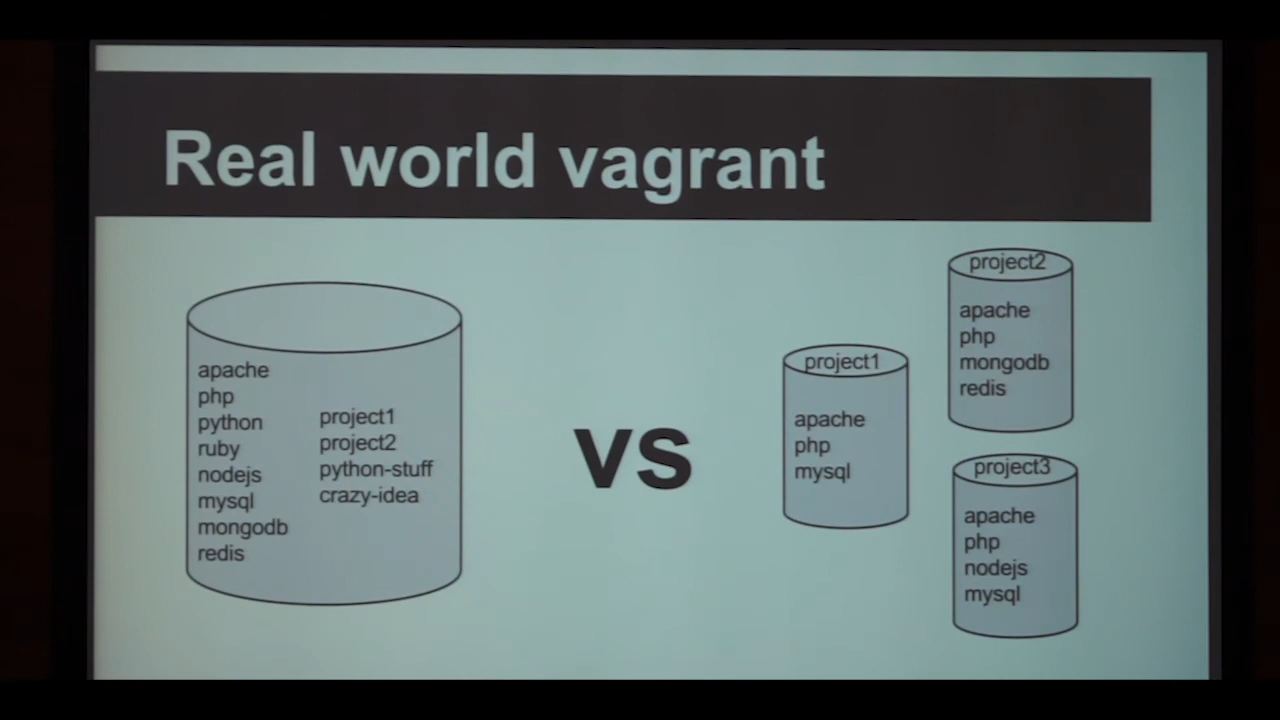 Real world vagrant
apache
php
python
ruby
nodejs
mysql
mongodb
redis
project1
project2
python-stuff
crazy-idea
vs
project1
apache
php
mysql
project2
apache
php
mongodb
redis
project3
apache
php
nodejs
mysql